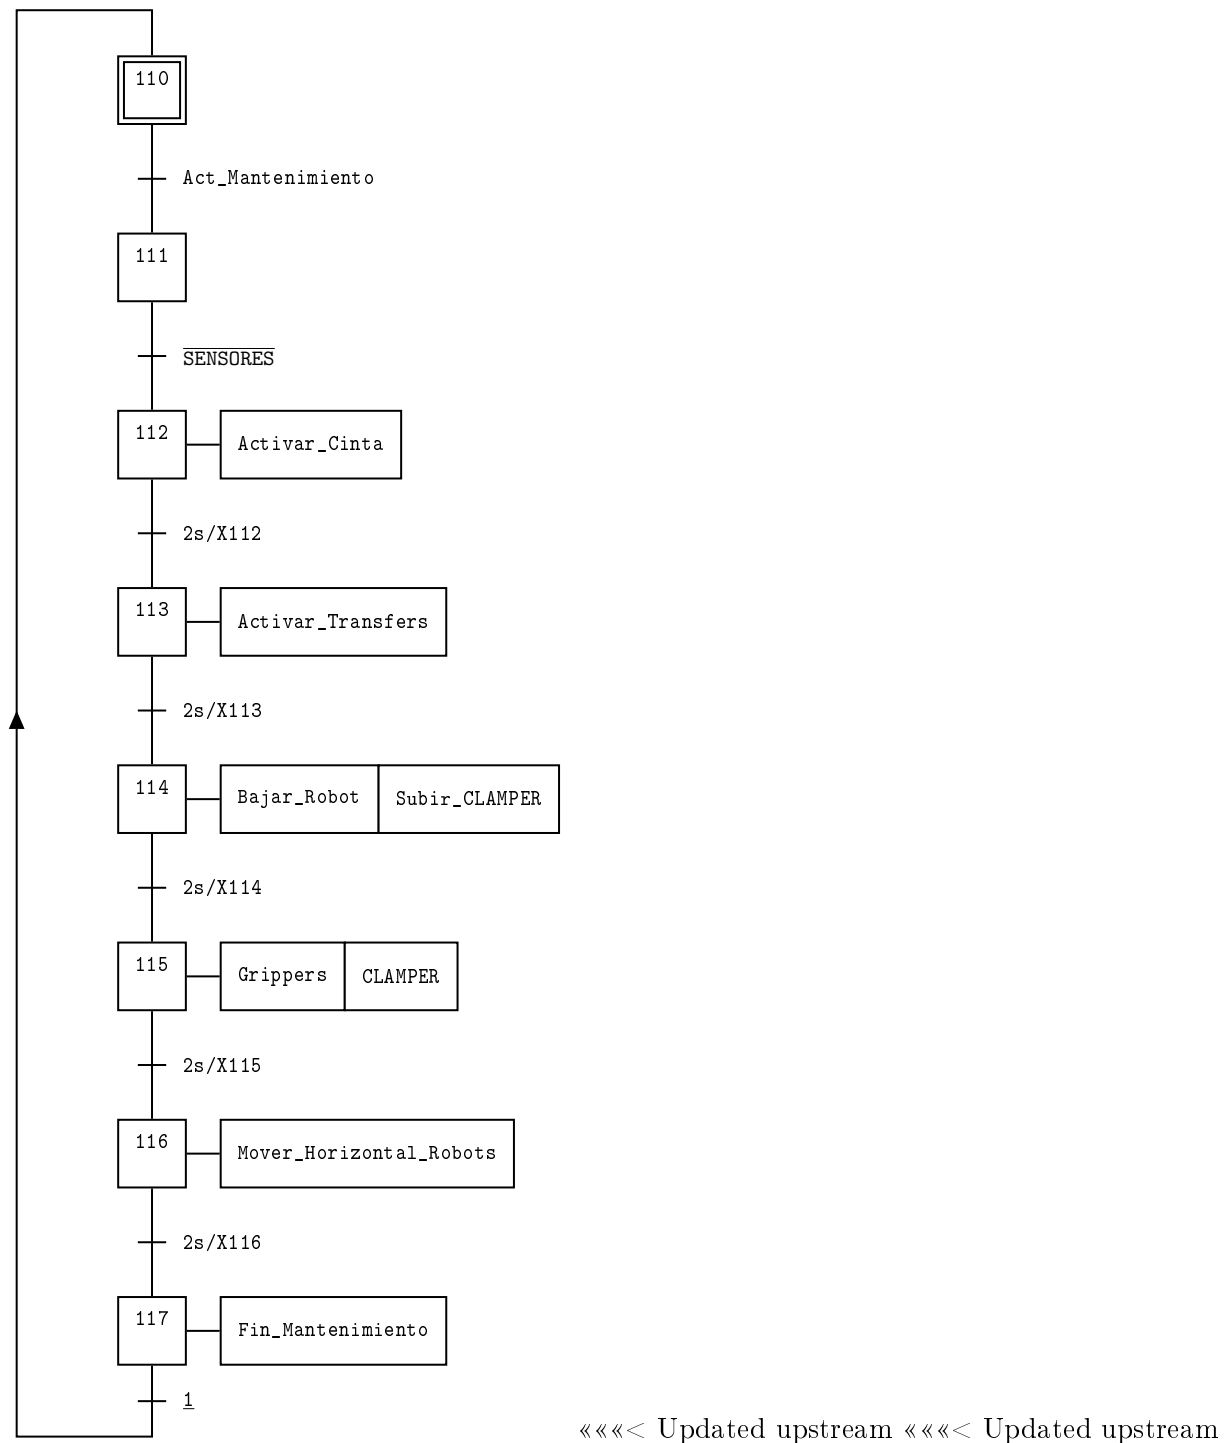 110
Act_Mantenimiento
111
SENSORES
112
Activar_Cinta
2s/X112
113
Activar_Transfers
2s/X113
114
Bajar_Robot
Subir_CLAMPER
2s/X114
115
Grippers
CLAMPER
2s/X115
116
Mover_Horizontal_Robots
2s/X116
117
Fin_Mantenimiento
1
«««< Updated upstream «««< Updated upstream